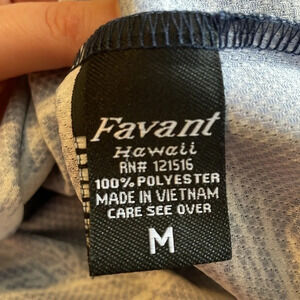 Favant
Hawaii
RN# 121516
100% POLYESTER
MADE IN VIETNAM
CARE SEE OVER
M